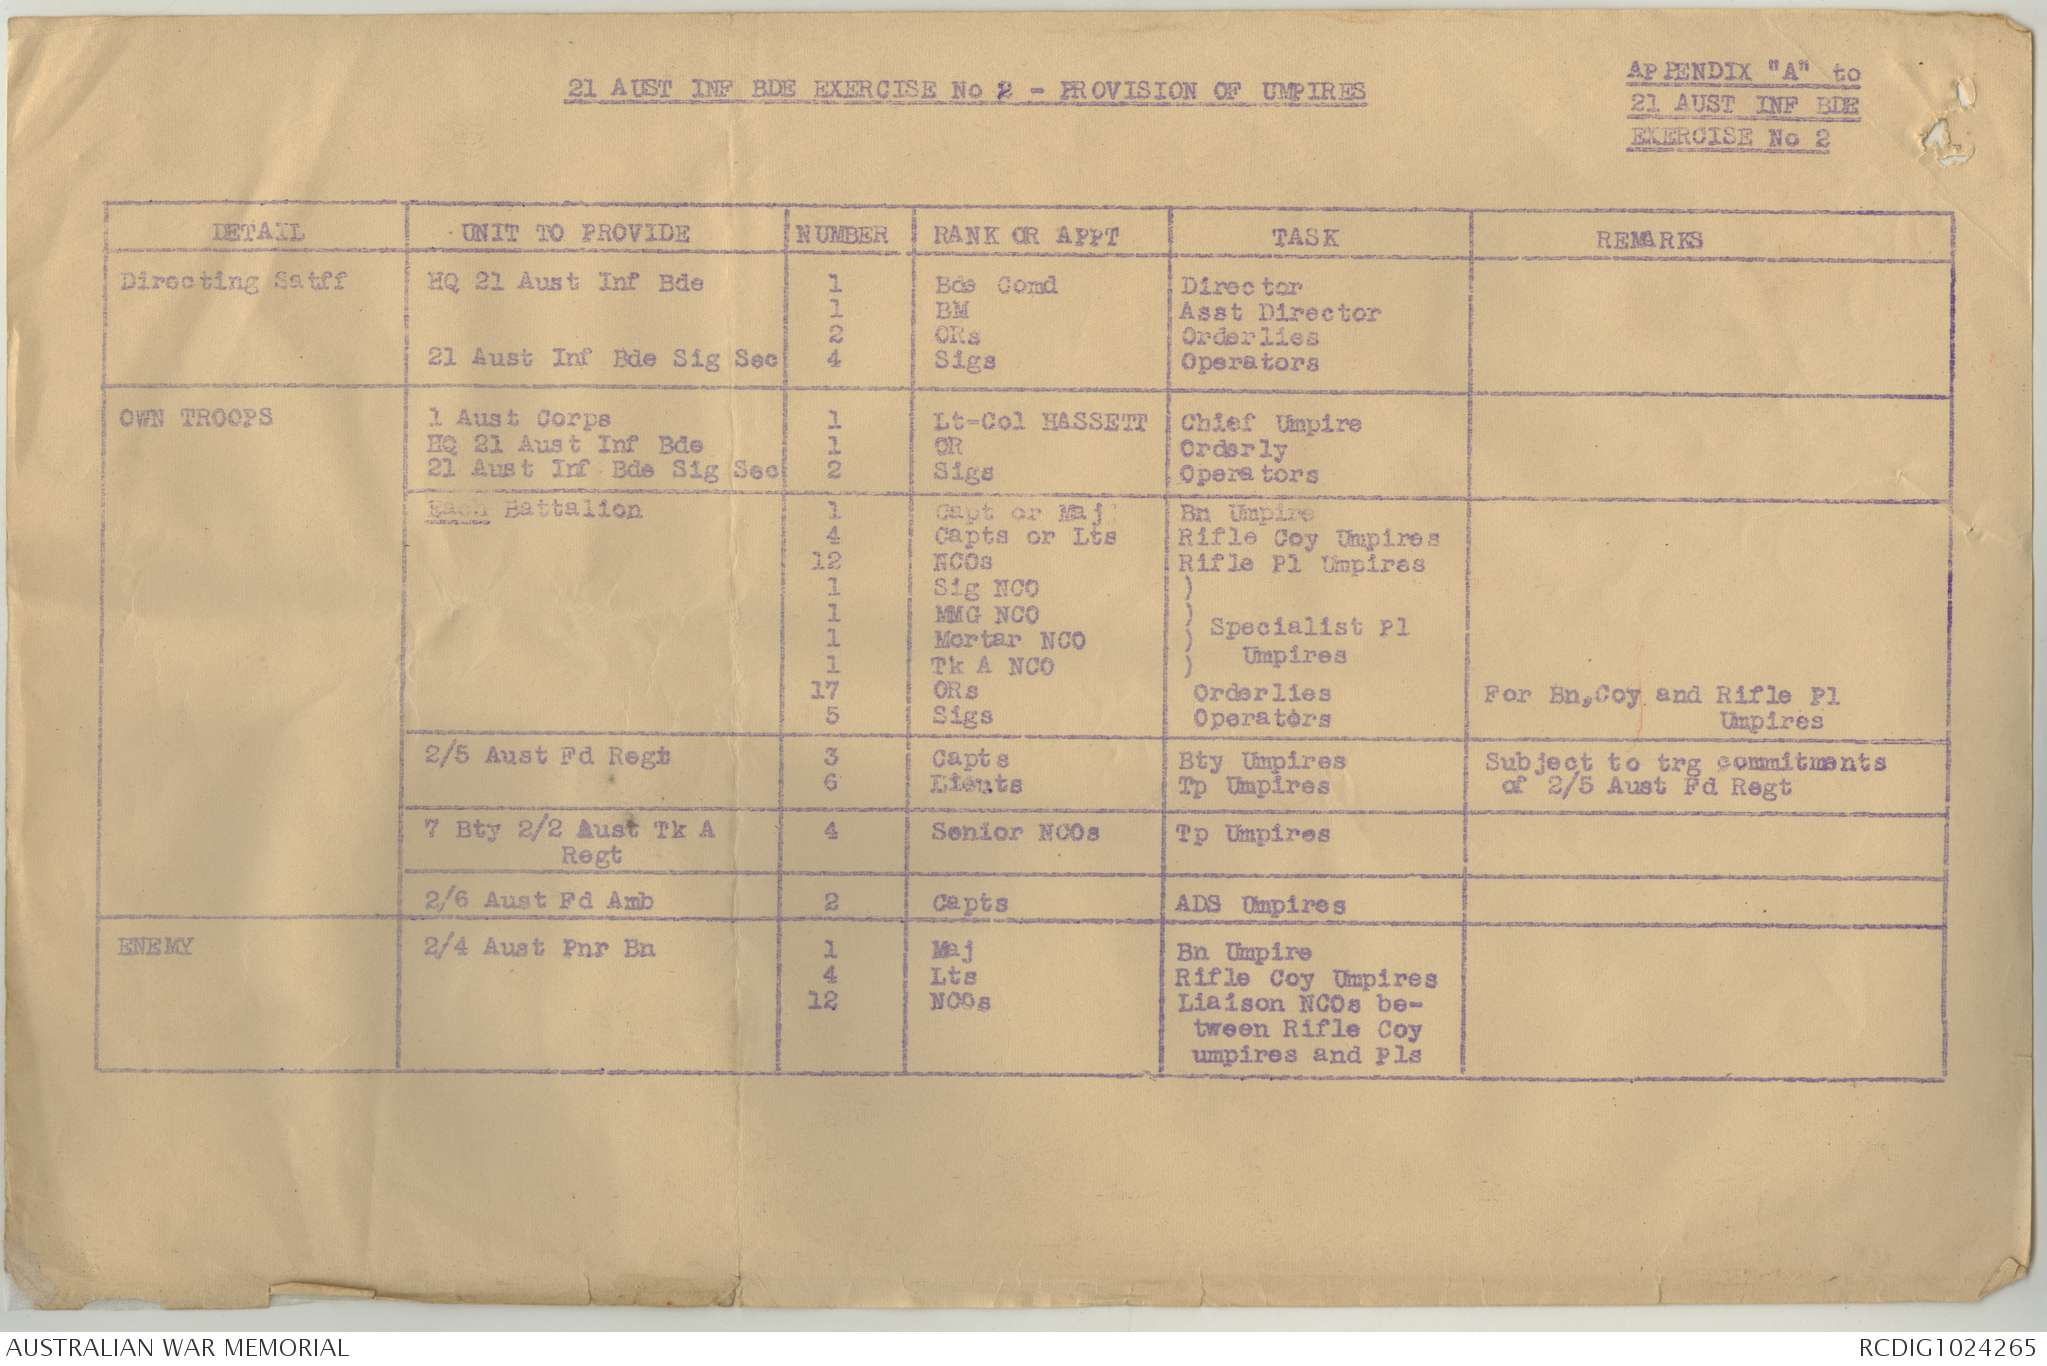 21 AUST INF BDE EXERCISE No 2 - PROVISION OF UMPIRES
APPENDIX "A" to
21 AUST INF BDE
EXERCISE No 2
DETAIL UNIT TO PROVIDE NUMBER RANK OR APPT TASK REMARKS
Directing Satff HQ 21 Aust Inf Bde 1 Bde Comd Director
1 BM Asst Director
2 ORs Orderlies
21 Aust Inf Bde Sig Sec 4 Sigs Operators
OWN TROOPS 1 Aust Corps 1 Lt-Col HASSETT Chief Umpire
HQ 21 Aust Inf Bde 1 OR Orderly
21 Aust Inf Bde Sig Sec 2 Sigs Operators
Each Battalion 1 Capt or Maj Bn Umpire
4 Capts or Lts Rifle Coy Umpires
12 NCOs Rifle Pl Umpires
1 Sig NCO )
1 MMG NCO )
1 Mortar NCO ) Specialist Pl
1 Tk A NCO ) Umpires
17 ORs Orderlies For Bn,Coy and Rifle Pl
5 Sigs Operators Umpires
2/5 Aust Fd Regt 3 Capts Bty Umpires Subject to trg commitments
6 Lieuts Tp Umpires of 2/5 Aust Fd Regt
7 Bty 2/2 Aust Tk A 4 Senior NCOs Tp Umpires
Regt
2/6 Aust Fd Amb 2 Capts ADS Umpires
ENEMY 2/4 Aust Pnr Bn 1 Maj Bn Umpire
4 Lts Rifle Coy Umpires
12 NCOs Liaison NCOs be-
tween Rifle Coy
umpires and Pls
AUSTRALIAN WAR MEMORIAL RCDIG1024265